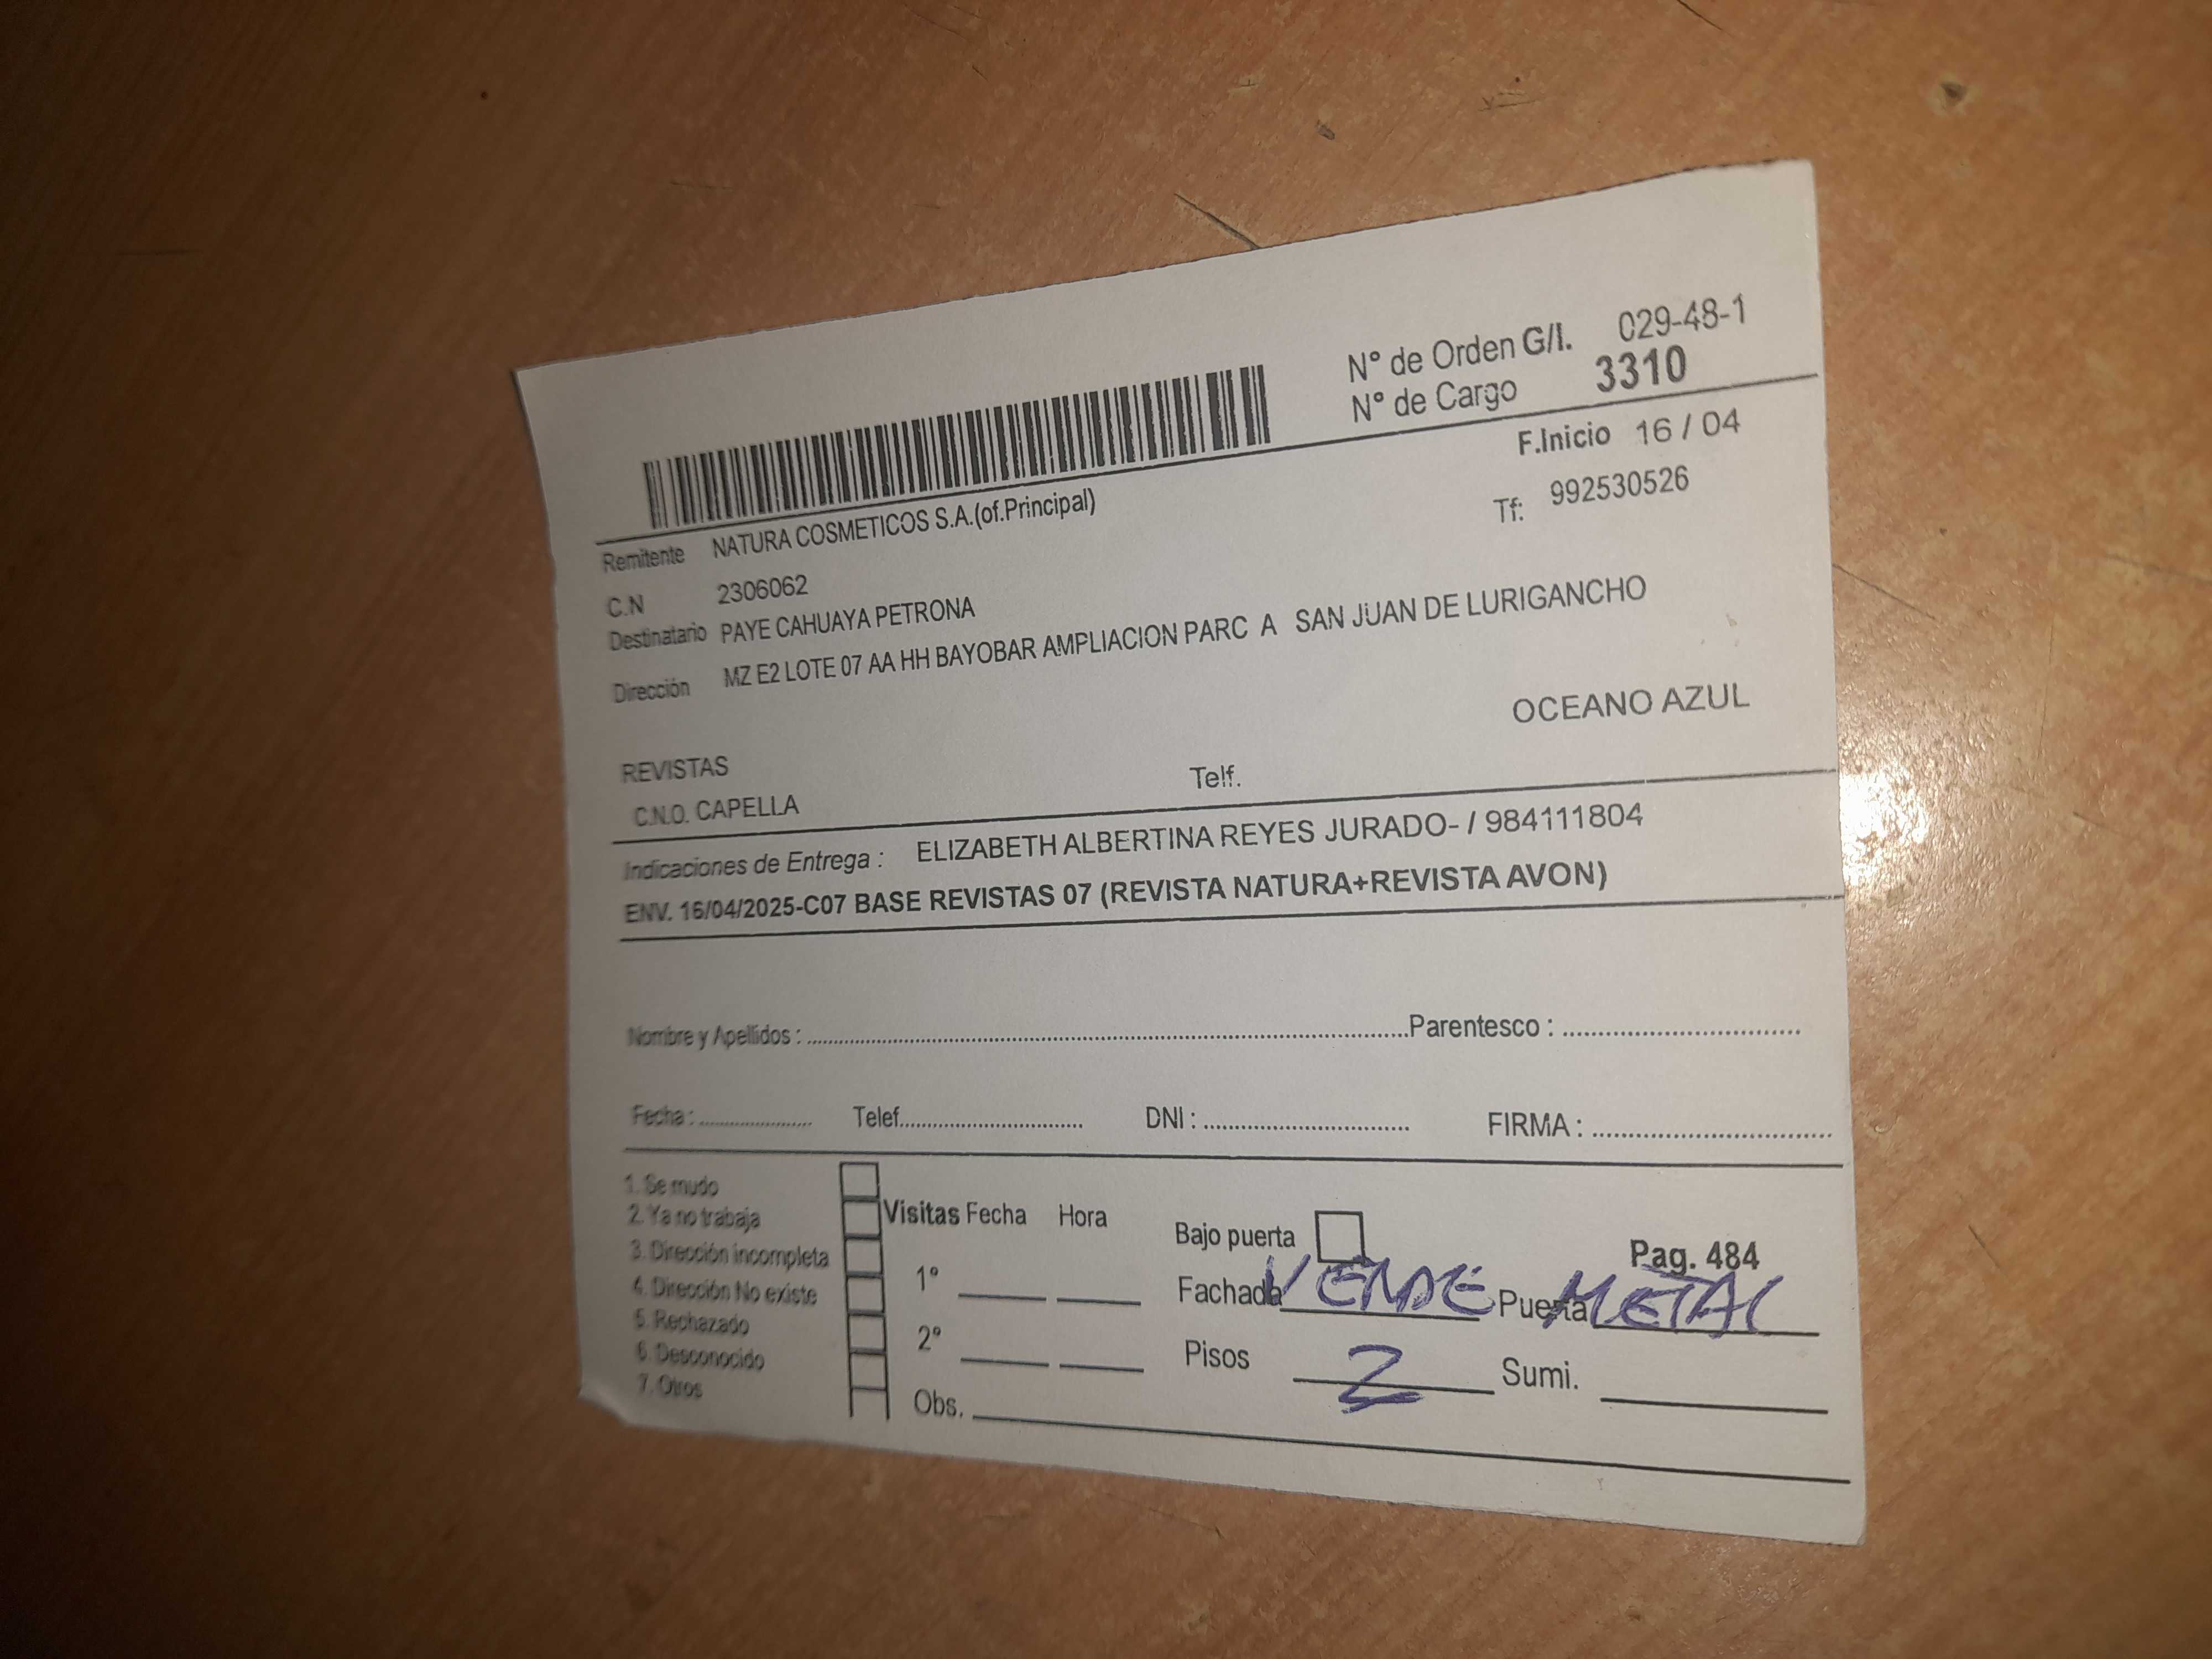 N° de Orden G/I. 029-48-1
N° de Cargo 3310
F.Inicio 16 / 04
Tf: 992530526
Remitente NATURA COSMETICOS S.A.(of.Principal)
C.N 2306062
Destinatario PAYE CAHUAYA PETRONA
Dirección MZ E2 LOTE 07 AA HH BAYOBAR AMPLIACION PARC A SAN JUAN DE LURIGANCHO
OCEANO AZUL
REVISTAS
C.N.O. CAPELLA Telf.
Indicaciones de Entrega : ELIZABETH ALBERTINA REYES JURADO- / 984111804
ENV. 16/04/2025-C07 BASE REVISTAS 07 (REVISTA NATURA+REVISTA AVON)
Nombre y Apellidos : Parentesco :
Fecha : Telef. DNI : FIRMA :
1. Se mudo
2. Ya no trabaja
3. Dirección incompleta
4. Dirección No existe
5. Rechazado
6. Desconocido
7. Otros
Visitas Fecha Hora
1º
2º
Obs.
Bajo puerta
Pag. 484
Fachada VERDE Puerta METAL
Pisos 2 Sumi.